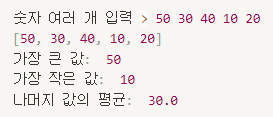 숫자 여러 개 입력 > 50 30 40 10 20
[50, 30, 40, 10, 20]
가장 큰 값: 50
가장 작은 값: 10
나머지 값의 평균: 30.0